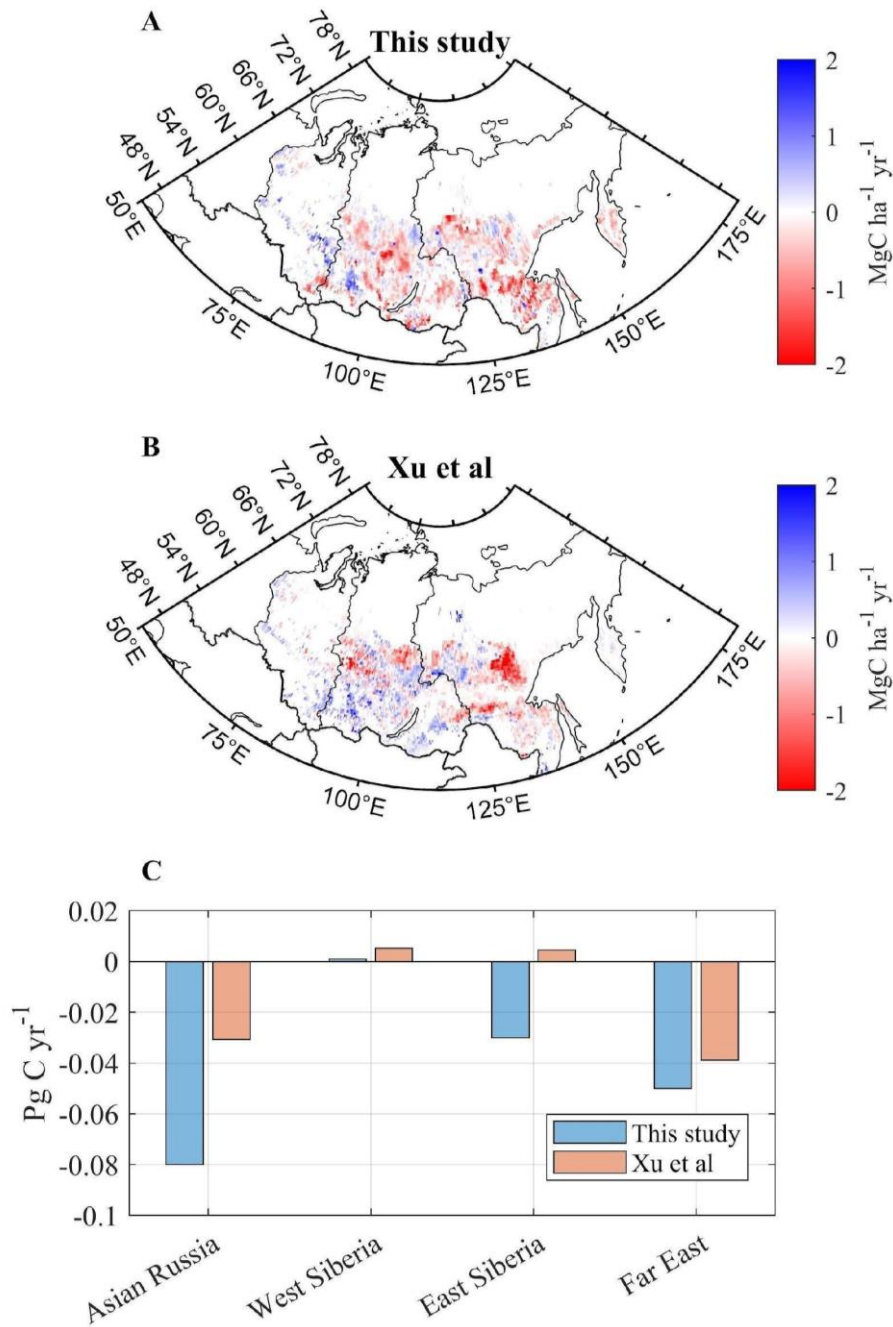 A
This study
78°N
72°N
66°N
60°N
54°N
48°N
50°E
75°E
100°E
125°E
150°E
175°E
2
1
0
-1
-2
MgC ha-1 yr-1
B
Xu et al
78°N
72°N
66°N
60°N
54°N
48°N
50°E
75°E
100°E
125°E
150°E
175°E
2
1
0
-1
-2
MgC ha-1 yr-1
C
0.02
0
-0.02
-0.04
-0.06
-0.08
-0.1
Pg C yr-1
This study
Xu et al
Asian Russia
West Siberia
East Siberia
Far East